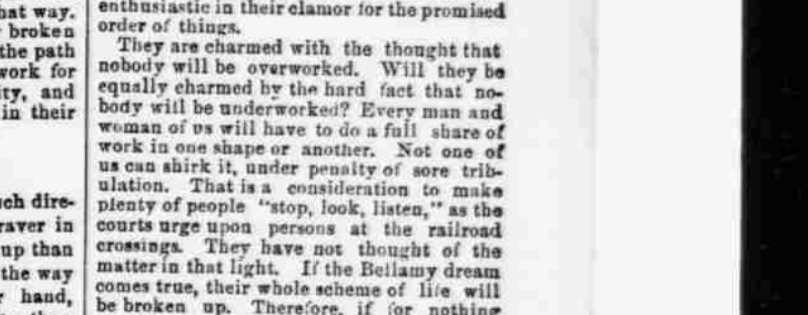 hat way.
broken
the path
work for
ity, and
in their
ch dire-
raver in
up than
the way
hand,
enthusiastic in their clamor for the promised
order of things.
They are charmed with the thought that
nobody will be overworked. Will they be
equally charmed by the hard fact that no-
body will be underworked? Every man and
woman of us will have to do a full share of
work in one shape or another. Not one of
us can shirk it, under penalty of sore trib-
ulation. That is a consideration to make
plenty of people "stop, look, listen," as the
courts urge upon persons at the railroad
crossings. They have not thought of the
matter in that light. If the Bellamy dream
comes true, their whole scheme of life will
be broken up. Therefore, if for nothing